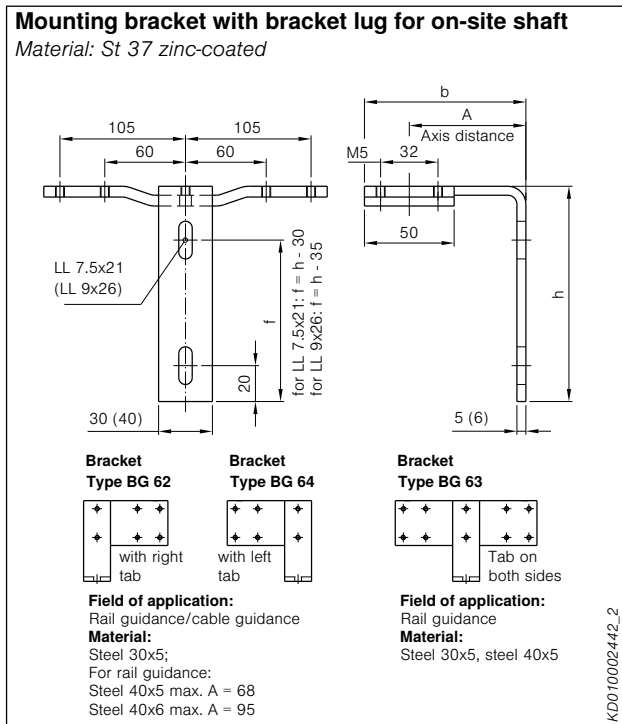 Mounting bracket with bracket lug for on-site shaft
Material: St 37 zinc-coated
105
105
60
60
LL 7.5x21
(LL 9x26)
f
for LL 7.5x21: f = h - 30
for LL 9x26: f = h - 35
20
30 (40)
b
A
Axis distance
M5
32
50
h
5 (6)
Bracket
Type BG 62
with right
tab
Bracket
Type BG 64
with left
tab
Field of application:
Rail guidance/cable guidance
Material:
Steel 30x5;
For rail guidance:
Steel 40x5 max. A = 68
Steel 40x6 max. A = 95
Bracket
Type BG 63
Tab on
both sides
Field of application:
Rail guidance
Material:
Steel 30x5, steel 40x5
KD010002442_2